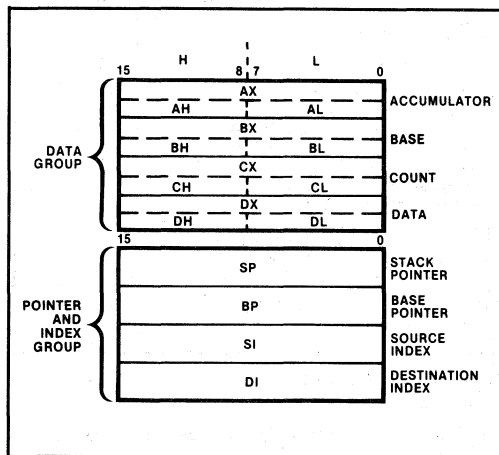 H L
15 8 7 0
AX
AH AL ACCUMULATOR
BX
BH BL BASE
CX
CH CL COUNT
DX
DH DL DATA
DATA
GROUP
15 0
SP STACK
POINTER
BP BASE
POINTER
SI SOURCE
INDEX
DI DESTINATION
INDEX
POINTER
AND
INDEX
GROUP